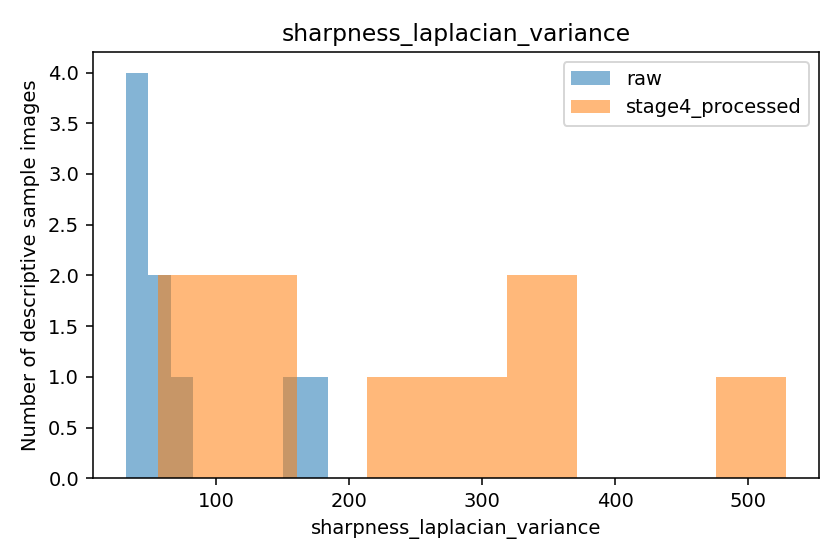 sharpness_laplacian_variance
raw
stage4_processed
Number of descriptive sample images
4.0
3.5
3.0
2.5
2.0
1.5
1.0
0.5
0.0
100
200
300
400
500
sharpness_laplacian_variance